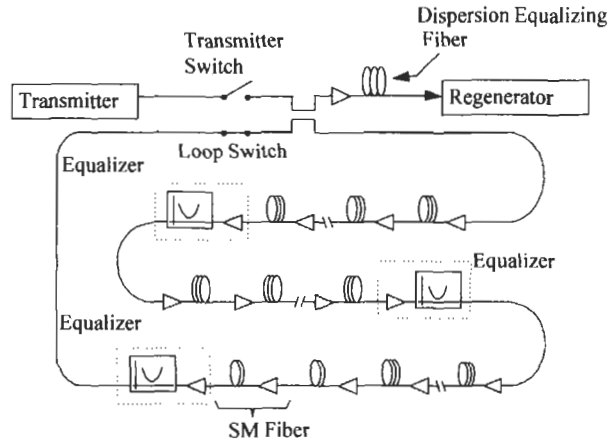 Dispersion Equalizing
Fiber
Transmitter
Switch
Transmitter
Regenerator
Loop Switch
Equalizer
Equalizer
Equalizer
SM Fiber